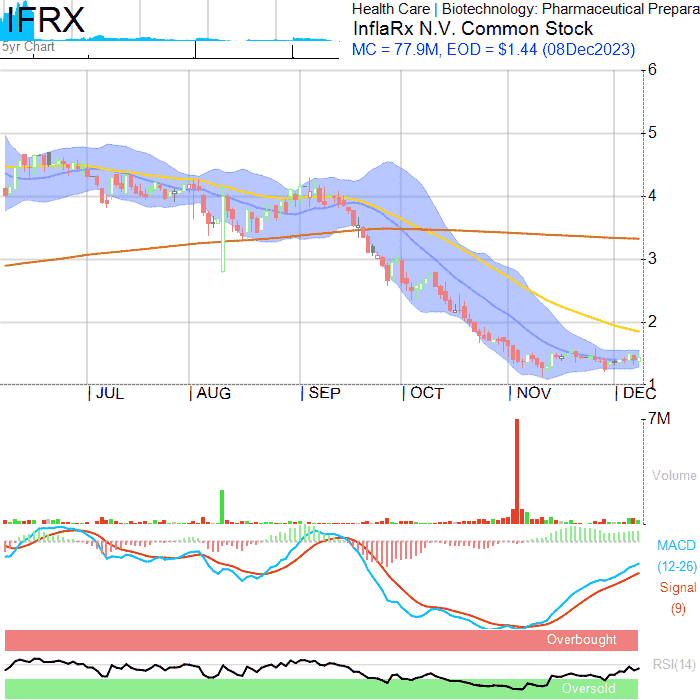 IFRX
5yr Chart
Health Care | Biotechnology: Pharmaceutical Prepara
InflaRx N.V. Common Stock
MC = 77.9M, EOD = $1.44 (08Dec2023)
6
5
4
3
2
1
JUL
AUG
SEP
OCT
NOV
DEC
7M
Volume
MACD
(12-26)
Signal
(9)
Overbought
RSI(14)
Oversold